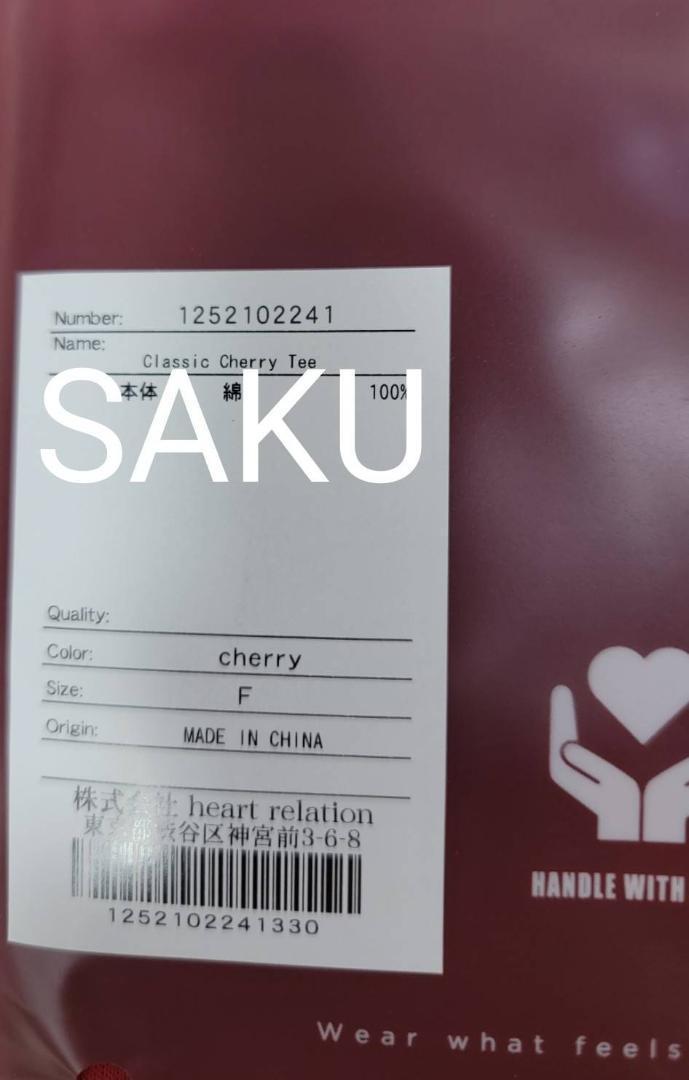 Number: 1252102241
Name:
Classic Cherry Tee
本体 綿 100%
SAKU
Quality:
Color: cherry
Size: F
Origin: MADE IN CHINA
株式 社 heart relation
東 渋谷区神宮前3-6-8
1252102241330
HANDLE WITH
Wear what feels